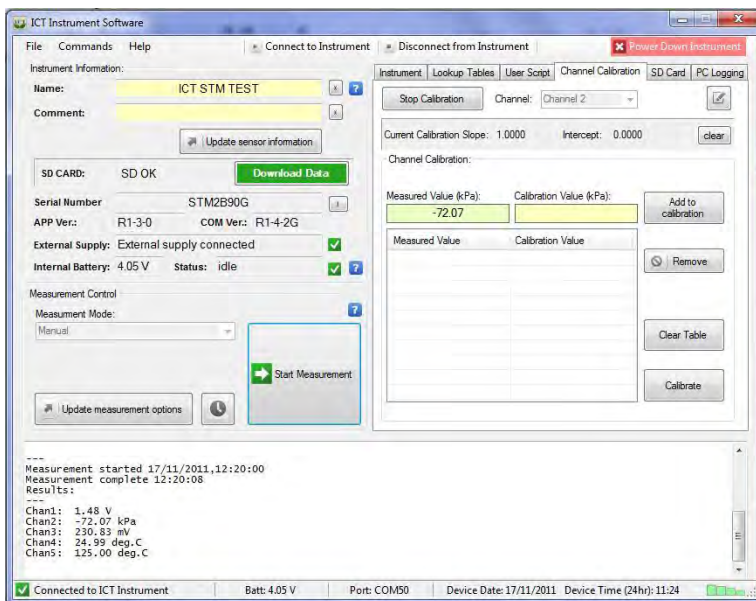 ICT Instrument Software
File Commands Help Connect to Instrument Disconnect from Instrument Power Down Instrument
Instrument Information:
Name: ICT STM TEST
Comment:
Update sensor information
SD CARD: SD OK Download Data
Serial Number STM2B90G
APP Ver.: R1-3-0 COM Ver.: R1-4-2G
External Supply: External supply connected
Internal Battery: 4.05 V Status: idle
Measurement Control
Measument Mode:
Manual
Start Measurement
Update measurement options
Instrument Lookup Tables User Script Channel Calibration SD Card PC Logging
Stop Calibration Channel: Channel 2
Current Calibration Slope: 1.0000 Intercept: 0.0000 clear
Channel Calibration:
Measured Value (kPa): Calibration Value (kPa):
-72.07
Add to calibration
Measured Value Calibration Value
Remove
Clear Table
Calibrate
---
Measurement started 17/11/2011,12:20:00
Measurement complete 12:20:08
Results:
---
Chan1: 1.48 V
Chan2: -72.07 kPa
Chan3: 230.83 mV
Chan4: 24.99 deg.C
Chan5: 125.00 deg.C
Connected to ICT Instrument Batt: 4.05 V Port: COM50 Device Date: 17/11/2011 Device Time (24hr): 11:24